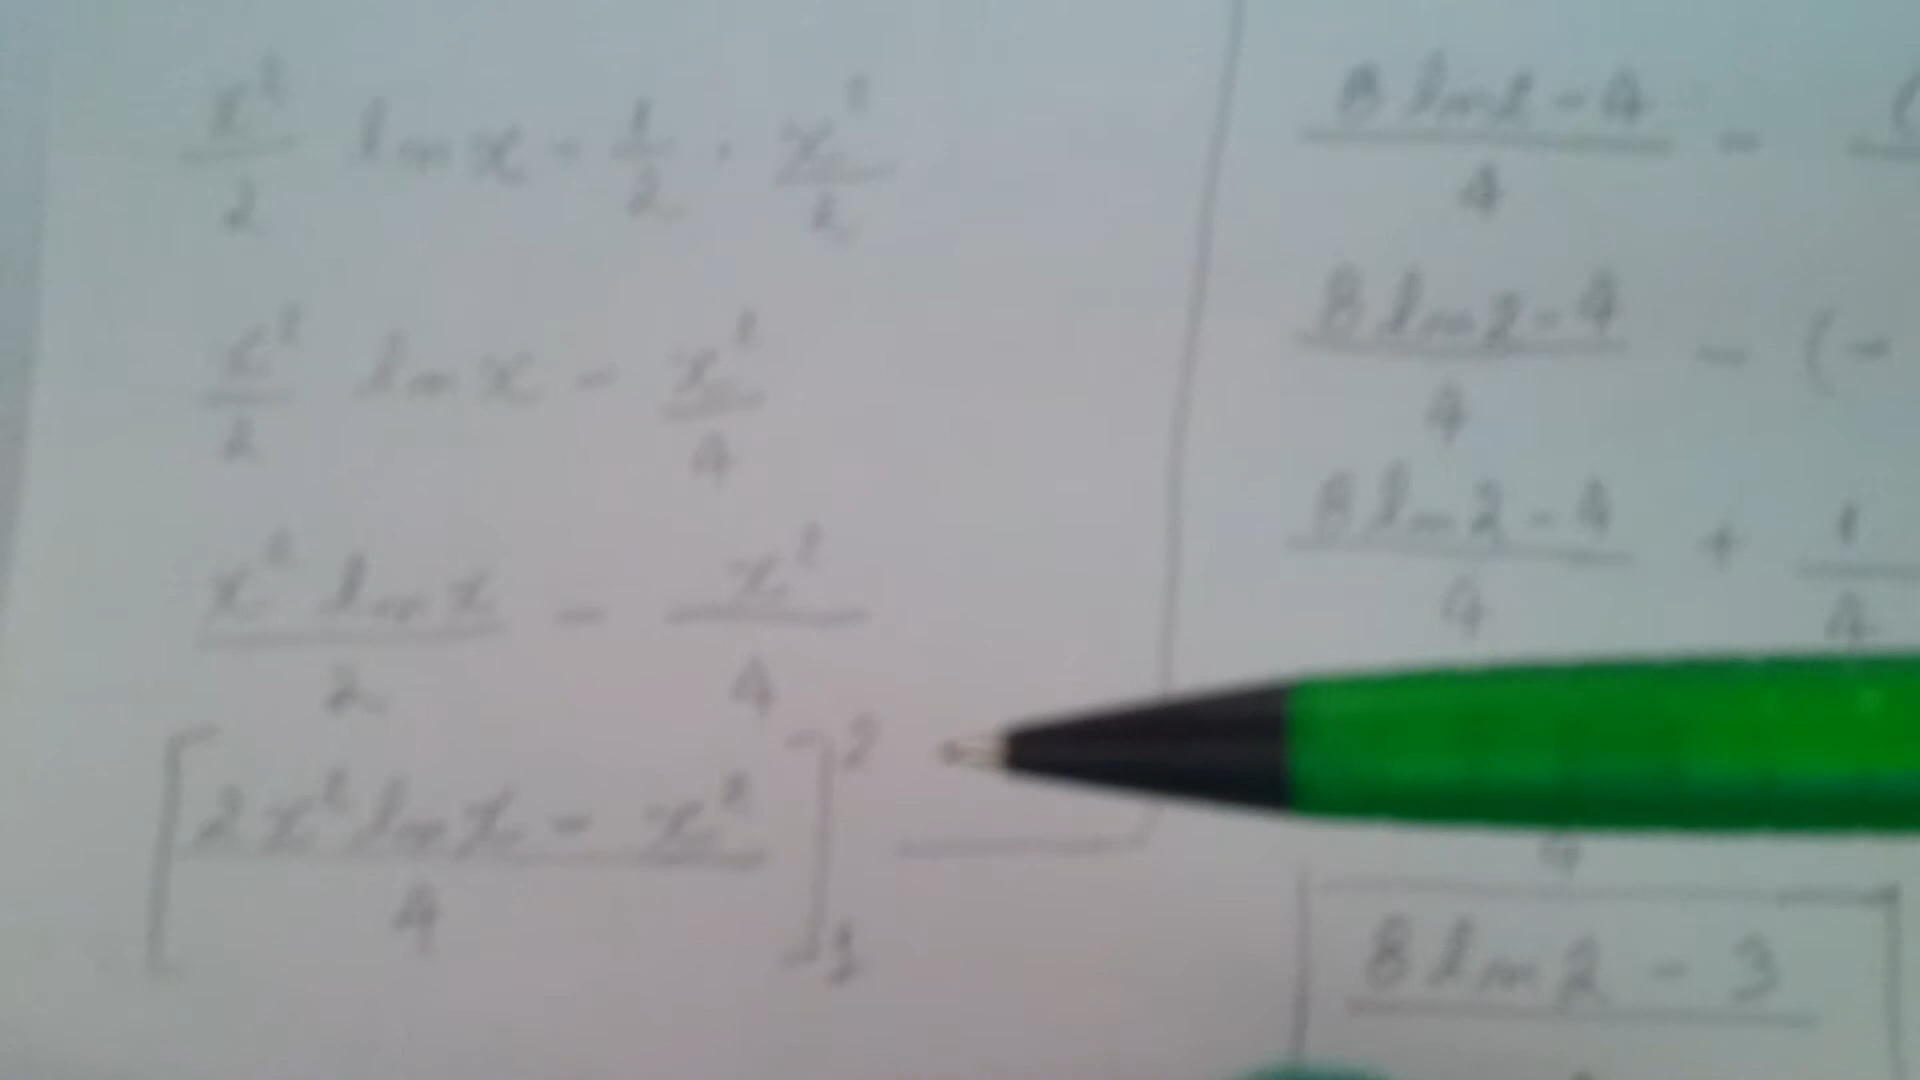 x²/2 ln x - 1/2 · x²/2
x²/2 ln x - x²/4
x² ln x/2 - x²/4
[2x² ln x - x²/4]²₁
8 ln 2 - 4/4 - (
8 ln 2 - 4/4 - (-
8 ln 2 - 4/4 + 1/4
4
8 ln 2 - 3